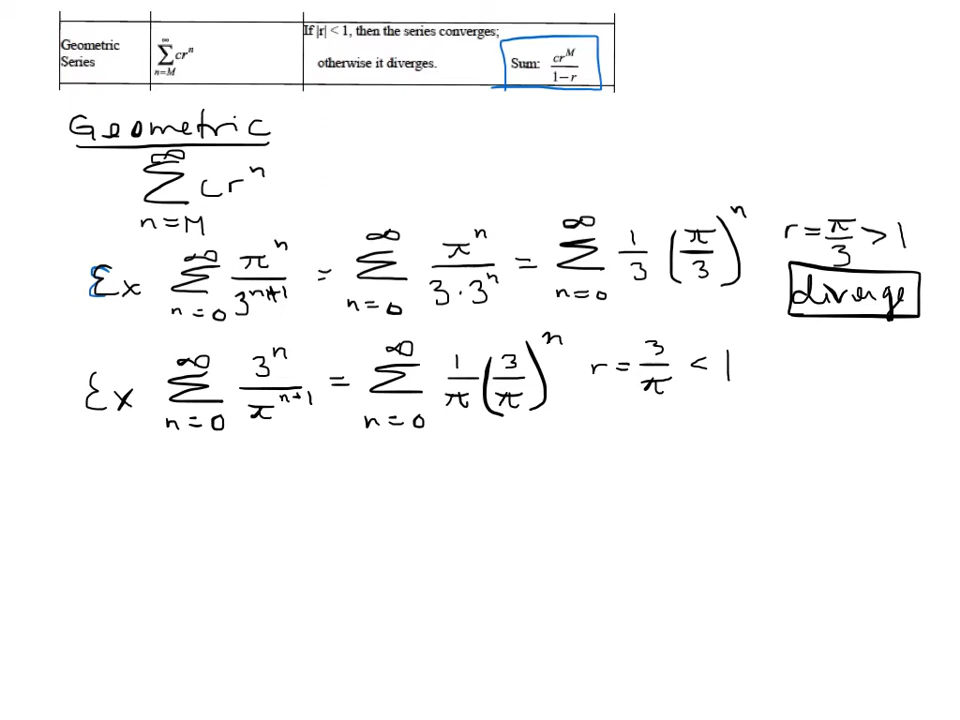 Geometric Series ∞ ∑ n=M cr^n If |r| < 1, then the series converges; otherwise it diverges. Sum: cr^M / 1−r
Geometric
∞ ∑ n=M cr^n
Ex ∞ ∑ n=0 π^n / 3^(n+1) = ∞ ∑ n=0 π^n / 3·3^n = ∞ ∑ n=0 1/3 (π/3)^n r = π/3 > 1
diverge
Ex ∞ ∑ n=0 3^n / π^(n+1) = ∞ ∑ n=0 1/π (3/π)^n r = 3/π < 1